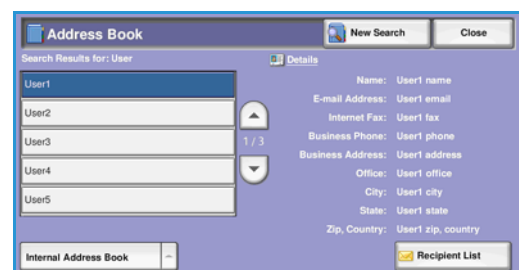 Address Book
New Search
Close
Search Results for: User
Details
User1
User2
User3
User4
User5
1 / 3
Name: User1 name
E-mail Address: User1 email
Internet Fax: User1 fax
Business Phone: User1 phone
Business Address: User1 address
Office: User1 office
City: User1 city
State: User1 state
Zip, Country: User1 zip, country
Internal Address Book
Recipient List